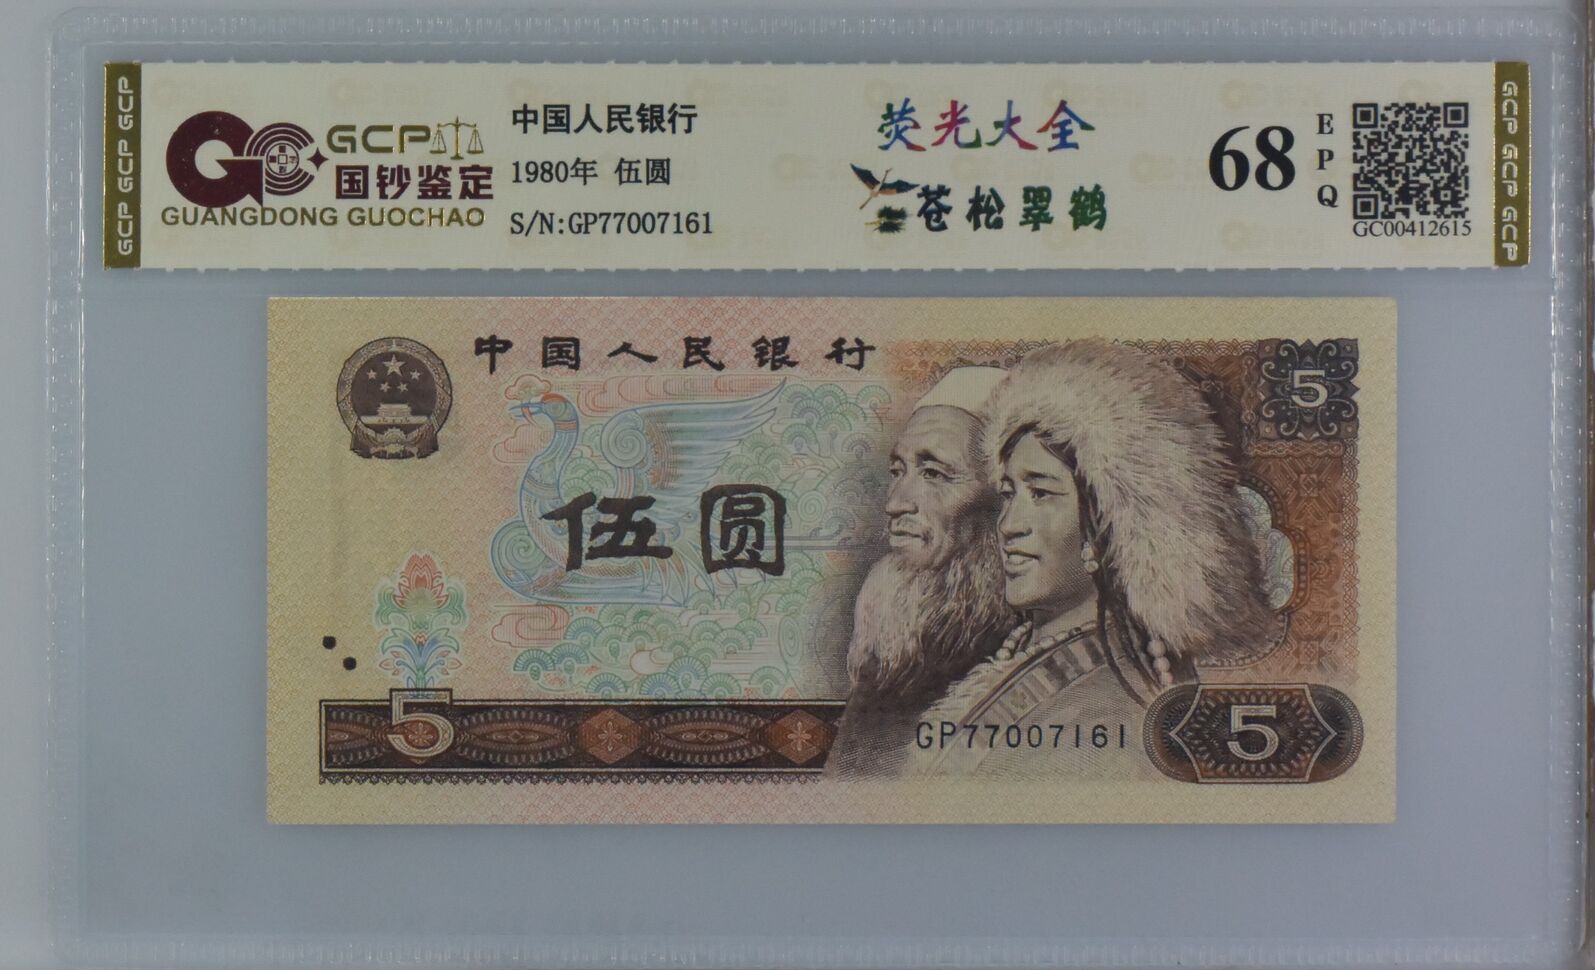 GCP GCP GCP
GCP
国钞鉴定
GUANGDONG GUOCHAO
中国人民银行
1980年 伍圆
S/N:GP77007161
荧光大全
苍松翠鹤
68
EPQ
GC00412615
GCP GCP GCP
中国人民银行
5
伍圆
5
GP77007161
5